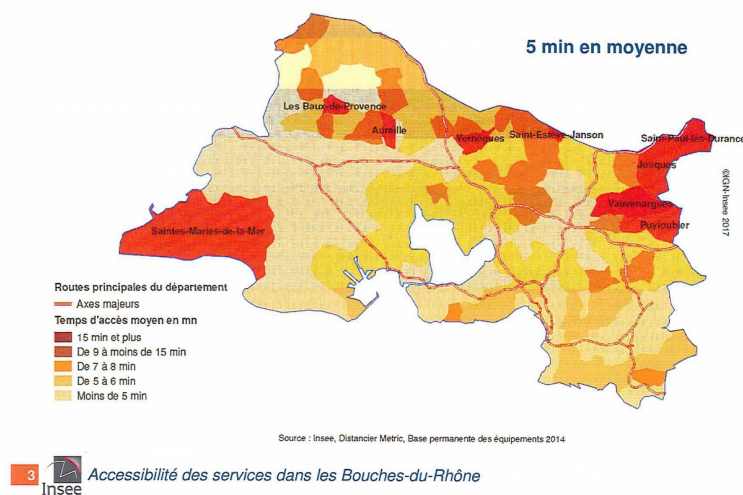 5 min en moyenne
Les Baux-de-Provence
Aureille
Vernègues
Saint-Estève-Janson
Saint-Paul-lès-Durance
Jouques
Vauvenargues
Puyloubier
Saintes-Maries-de-la-Mer
©IGN-Insee 2017
Routes principales du département
Axes majeurs
Temps d'accès moyen en mn
15 min et plus
De 9 à moins de 15 min
De 7 à 8 min
De 5 à 6 min
Moins de 5 min
Source : Insee, Distancier Metric, Base permanente des équipements 2014
3
Insee
Accessibilité des services dans les Bouches-du-Rhône